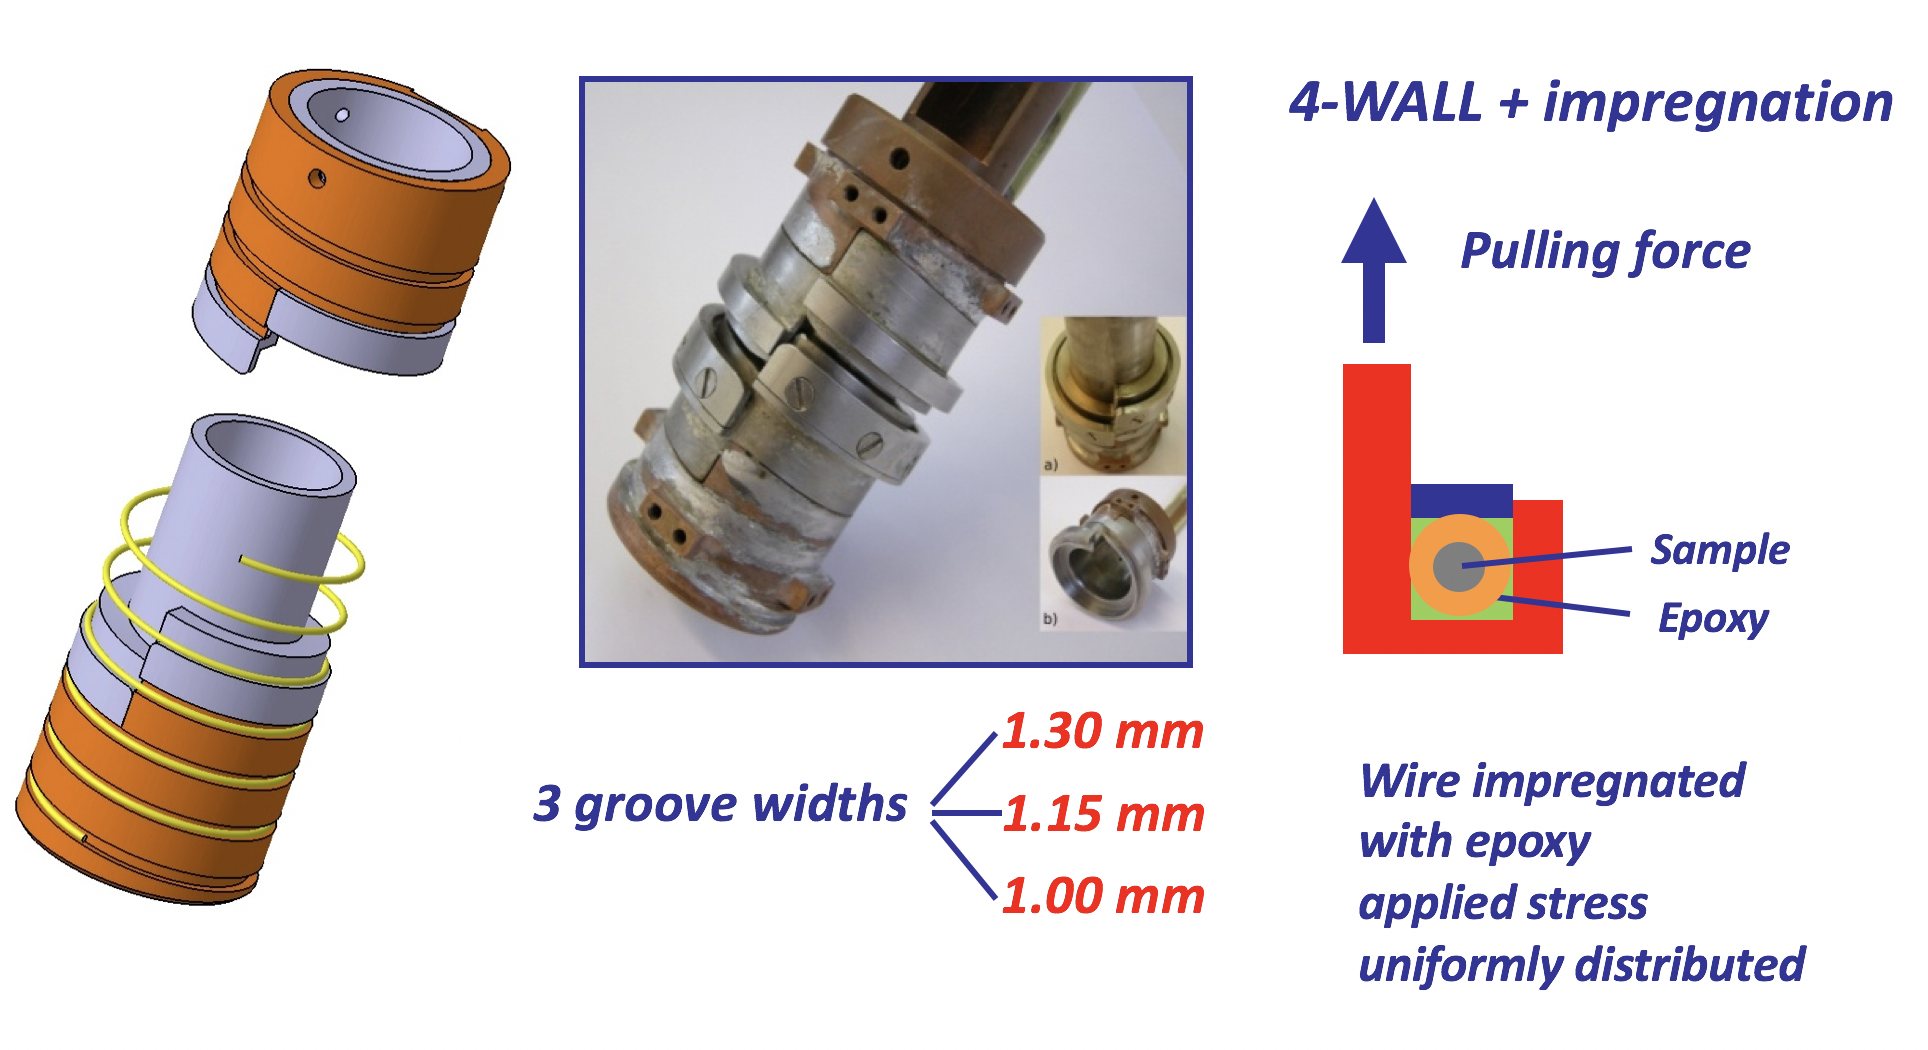 4-WALL + impregnation
Pulling force
a)
b)
Sample
Epoxy
3 groove widths
1.30 mm
1.15 mm
1.00 mm
Wire impregnated
with epoxy
applied stress
uniformly distributed